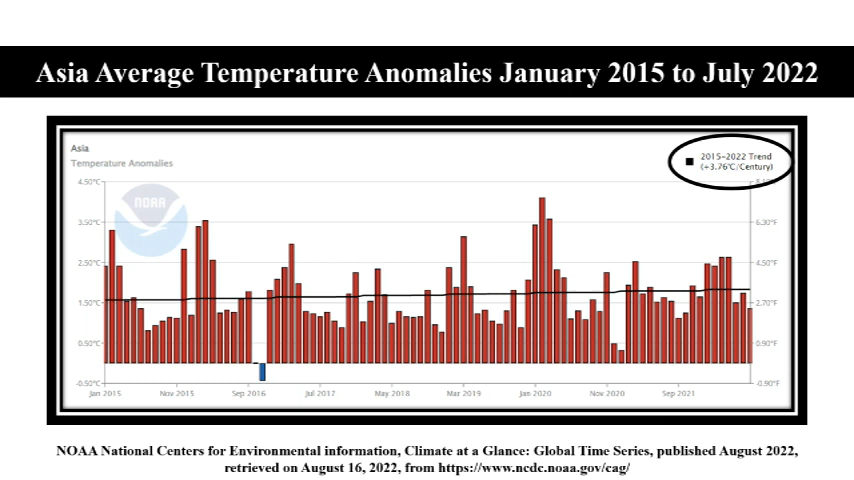 Asia Average Temperature Anomalies January 2015 to July 2022
Asia
Temperature Anomalies
2015-2022 Trend
(+3.76°C/Century)
NOAA
4.50°C
3.50°C
2.50°C
1.50°C
0.50°C
-0.50°C
8.10°F
6.30°F
4.50°F
2.70°F
0.90°F
-0.90°F
Jan 2015
Nov 2015
Sep 2016
Jul 2017
May 2018
Mar 2019
Jan 2020
Nov 2020
Sep 2021
NOAA National Centers for Environmental information, Climate at a Glance: Global Time Series, published August 2022,
retrieved on August 16, 2022, from https://www.ncdc.noaa.gov/cag/